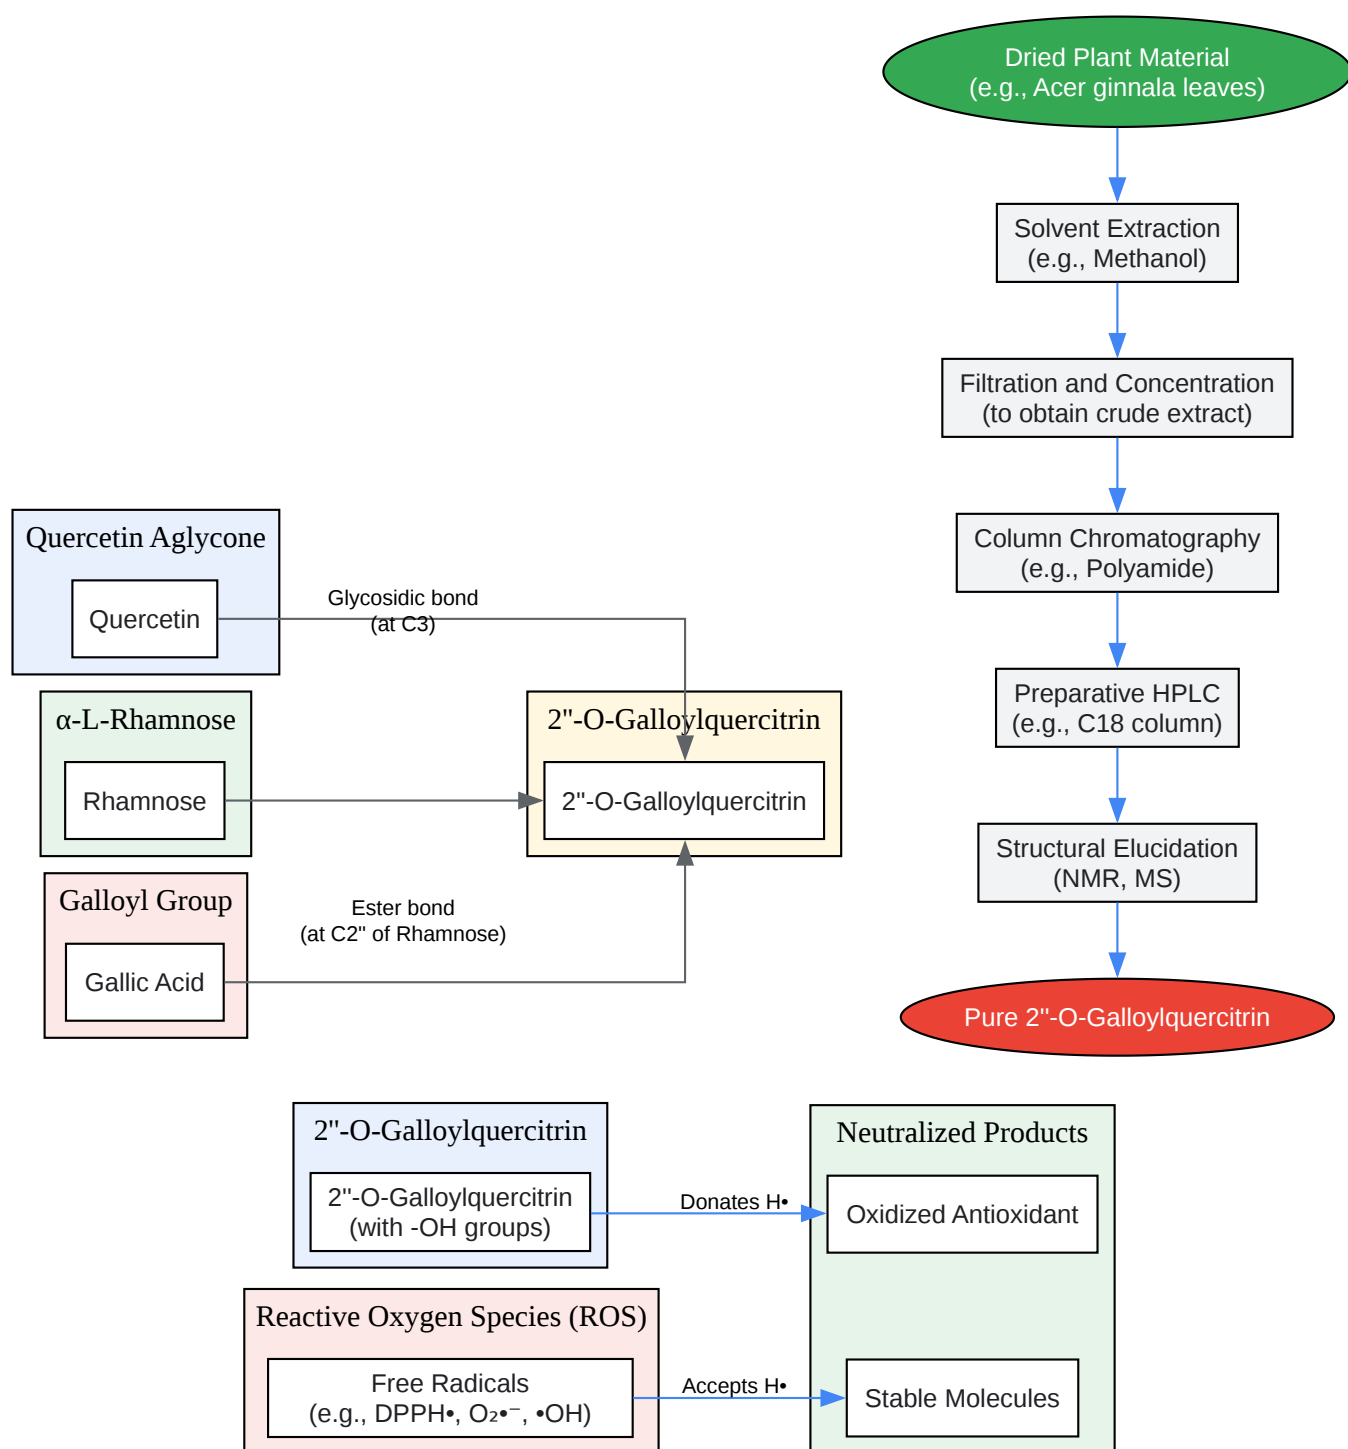 Dried Plant Material
(e.g., Acer ginnala leaves)
Solvent Extraction
(e.g., Methanol)
Filtration and Concentration
(to obtain crude extract)
Column Chromatography
(e.g., Polyamide)
Preparative HPLC
(e.g., C18 column)
Structural Elucidation
(NMR, MS)
Pure 2"-O-Galloylquercitrin
Quercetin Aglycone
Quercetin
Glycosidic bond
(at C3)
α-L-Rhamnose
Rhamnose
2"-O-Galloylquercitrin
2"-O-Galloylquercitrin
Galloyl Group
Gallic Acid
Ester bond
(at C2" of Rhamnose)
2"-O-Galloylquercitrin
2"-O-Galloylquercitrin
(with -OH groups)
Donates H•
Neutralized Products
Oxidized Antioxidant
Reactive Oxygen Species (ROS)
Free Radicals
(e.g., DPPH•, O₂•⁻, •OH)
Accepts H•
Stable Molecules